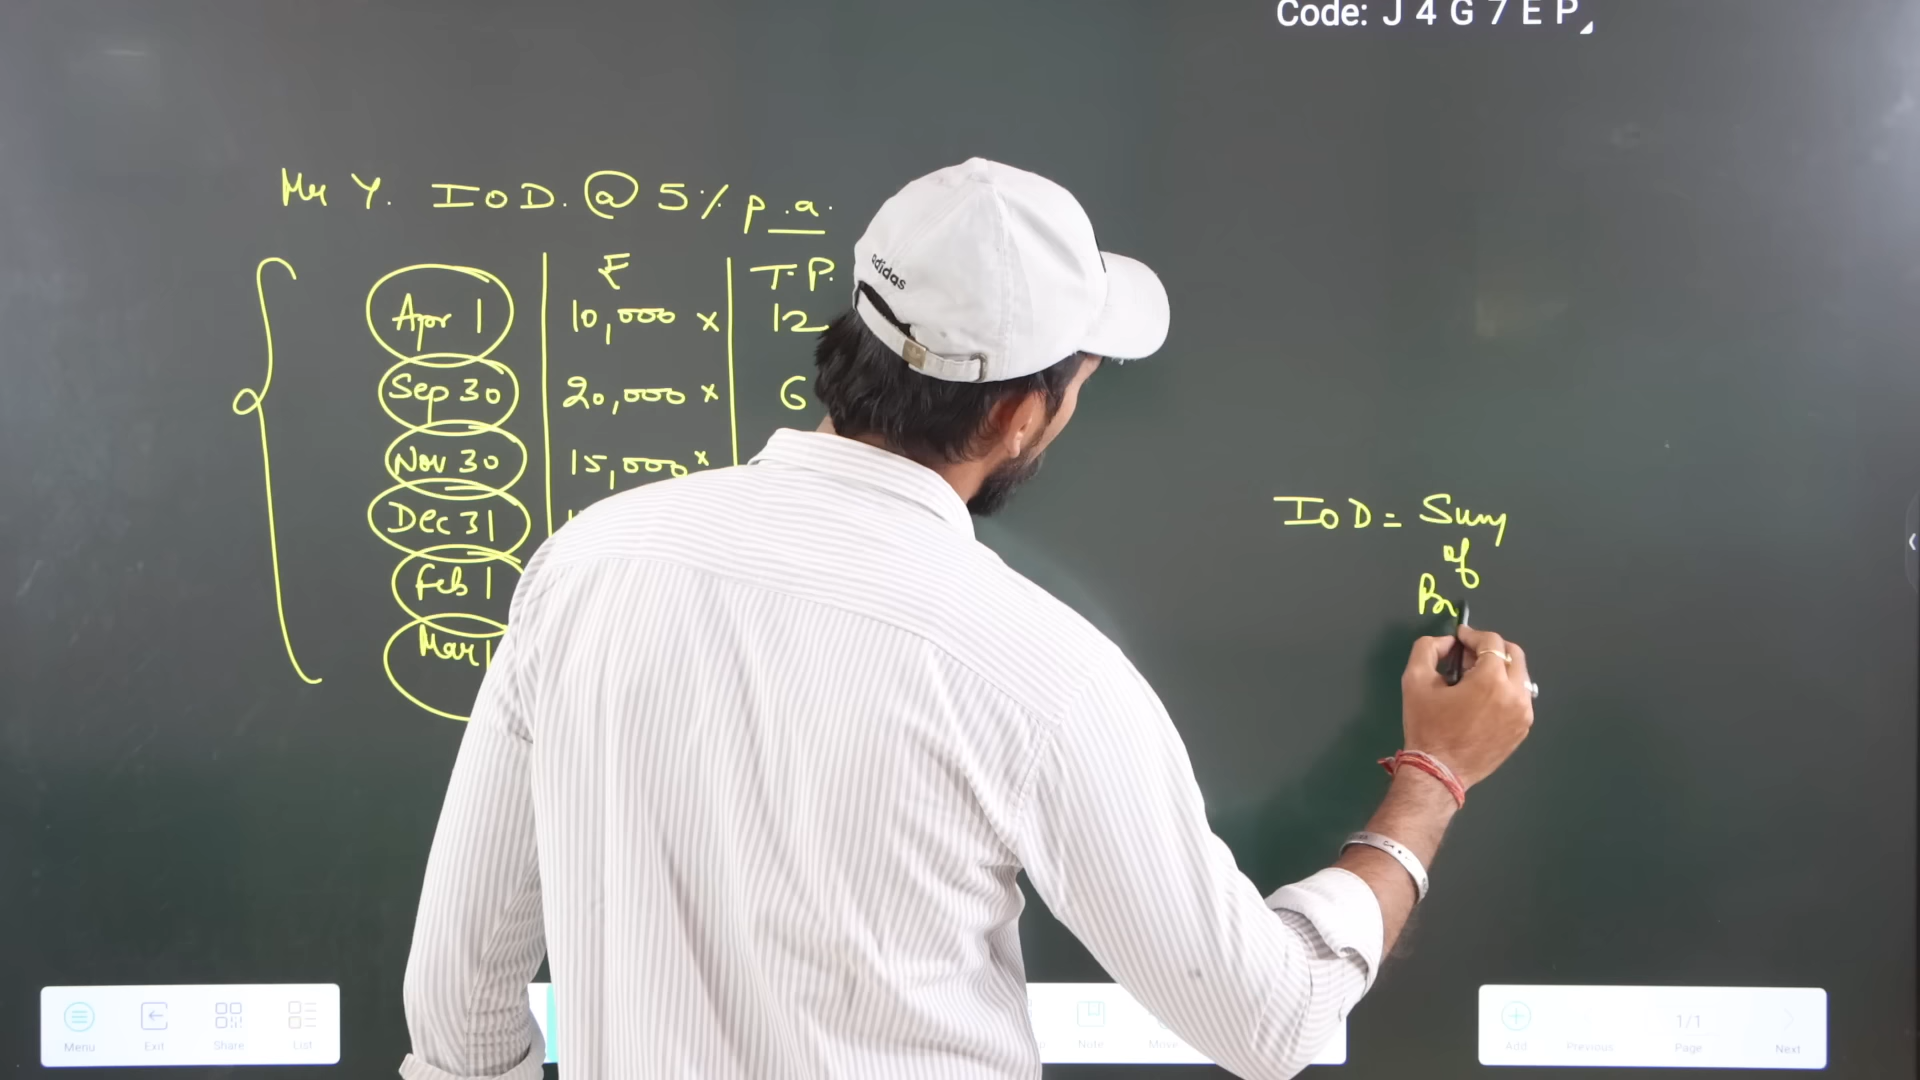 Code: J 4 G 7 E P
Mr Y. IOD. @ 5% p.a.
₹ T.P.
Apr 1 10,000 × 12
Sep 30 20,000 × 6
Nov 30 15,000 ×
Dec 31
Feb 1
Mar 1
adidas
IOD = Sum
of
Menu Exit Share List Note Move Add Previous 1/1 Page Next